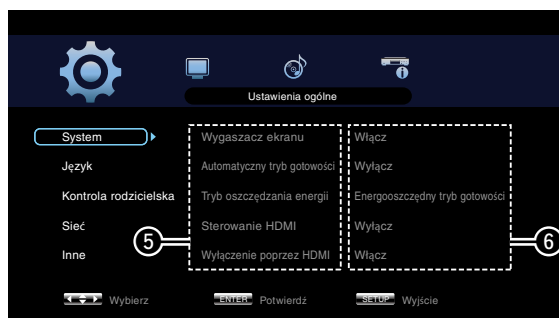 Ustawienia ogólne
System Wygaszacz ekranu Włącz
Język Automatyczny tryb gotowości Wyłącz
Kontrola rodzicielska Tryb oszczędzania energii Energooszczędny tryb gotowości
Sieć Sterowanie HDMI Wyłącz
5 6
Inne Wyłączenie poprzez HDMI Włącz
Wybierz ENTER Potwierdź SETUP Wyjście